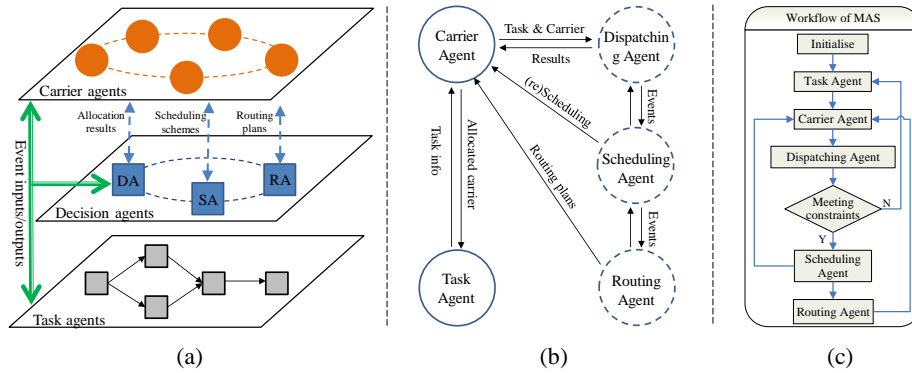 Carrier agents
Allocation
results
Scheduling
schemes
Routing
plans
Event inputs/outputs
DA
SA
RA
Decision agents
Task agents
(a)
Carrier
Agent
Task & Carrier
Results
Dispatchin
g Agent
(re)Scheduling
Events
Task info
Allocated carrier
Routing plans
Scheduling
Agent
Events
Task
Agent
Routing
Agent
(b)
Workflow of MAS
Initialise
Task Agent
Carrier Agent
Dispatching Agent
Meeting
constraints
N
Y
Scheduling
Agent
Routing Agent
(c)